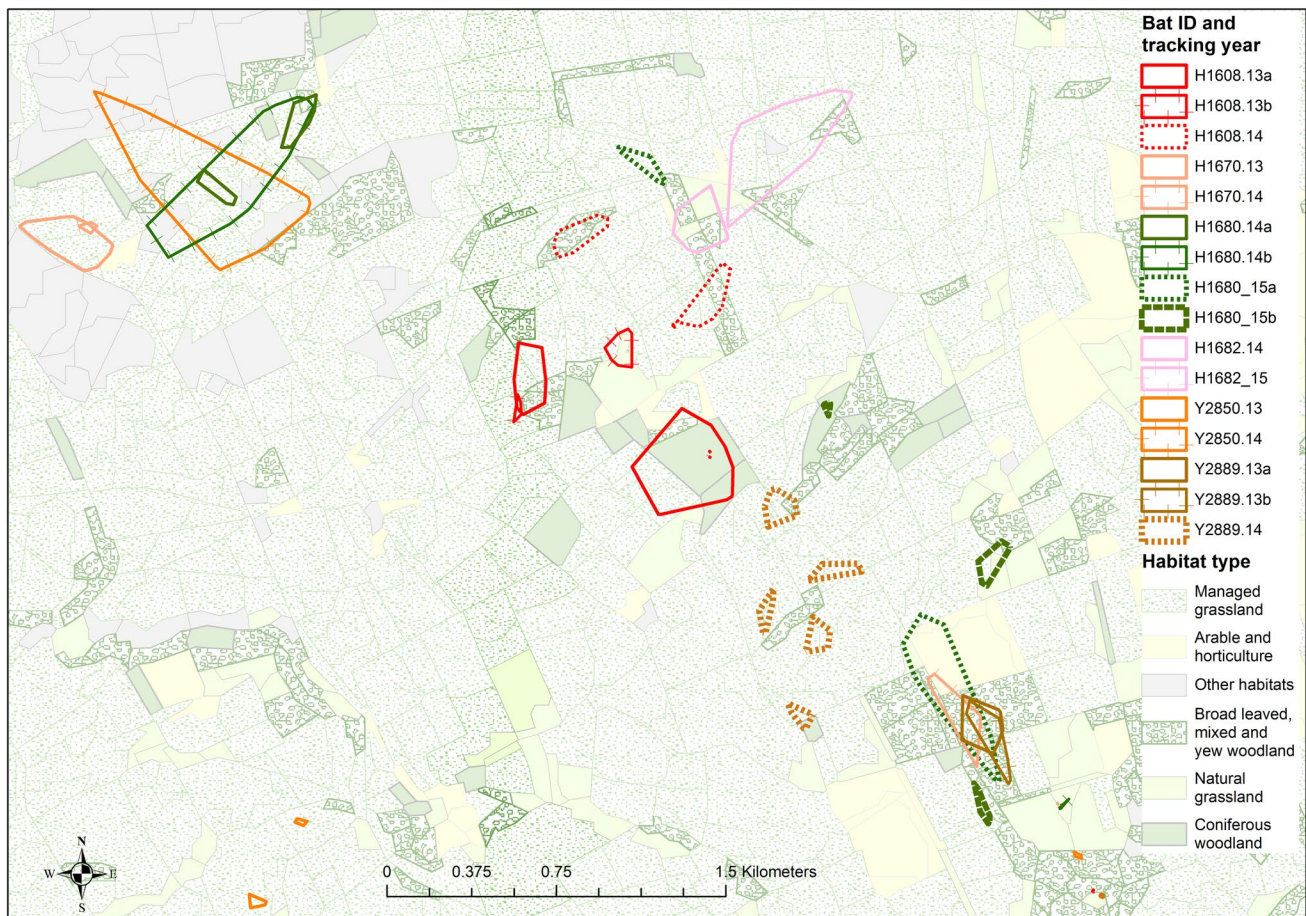 Bat ID and
tracking year
H1608.13a
H1608.13b
H1608.14
H1670.13
H1670.14
H1680.14a
H1680.14b
H1680_15a
H1680_15b
H1682.14
H1682_15
Y2850.13
Y2850.14
Y2889.13a
Y2889.13b
Y2889.14
Habitat type
Managed
grassland
Arable and
horticulture
Other habitats
Broad leaved,
mixed and
yew woodland
Natural
grassland
Coniferous
woodland
N
W
E
S
0
0.375
0.75
1.5 Kilometers